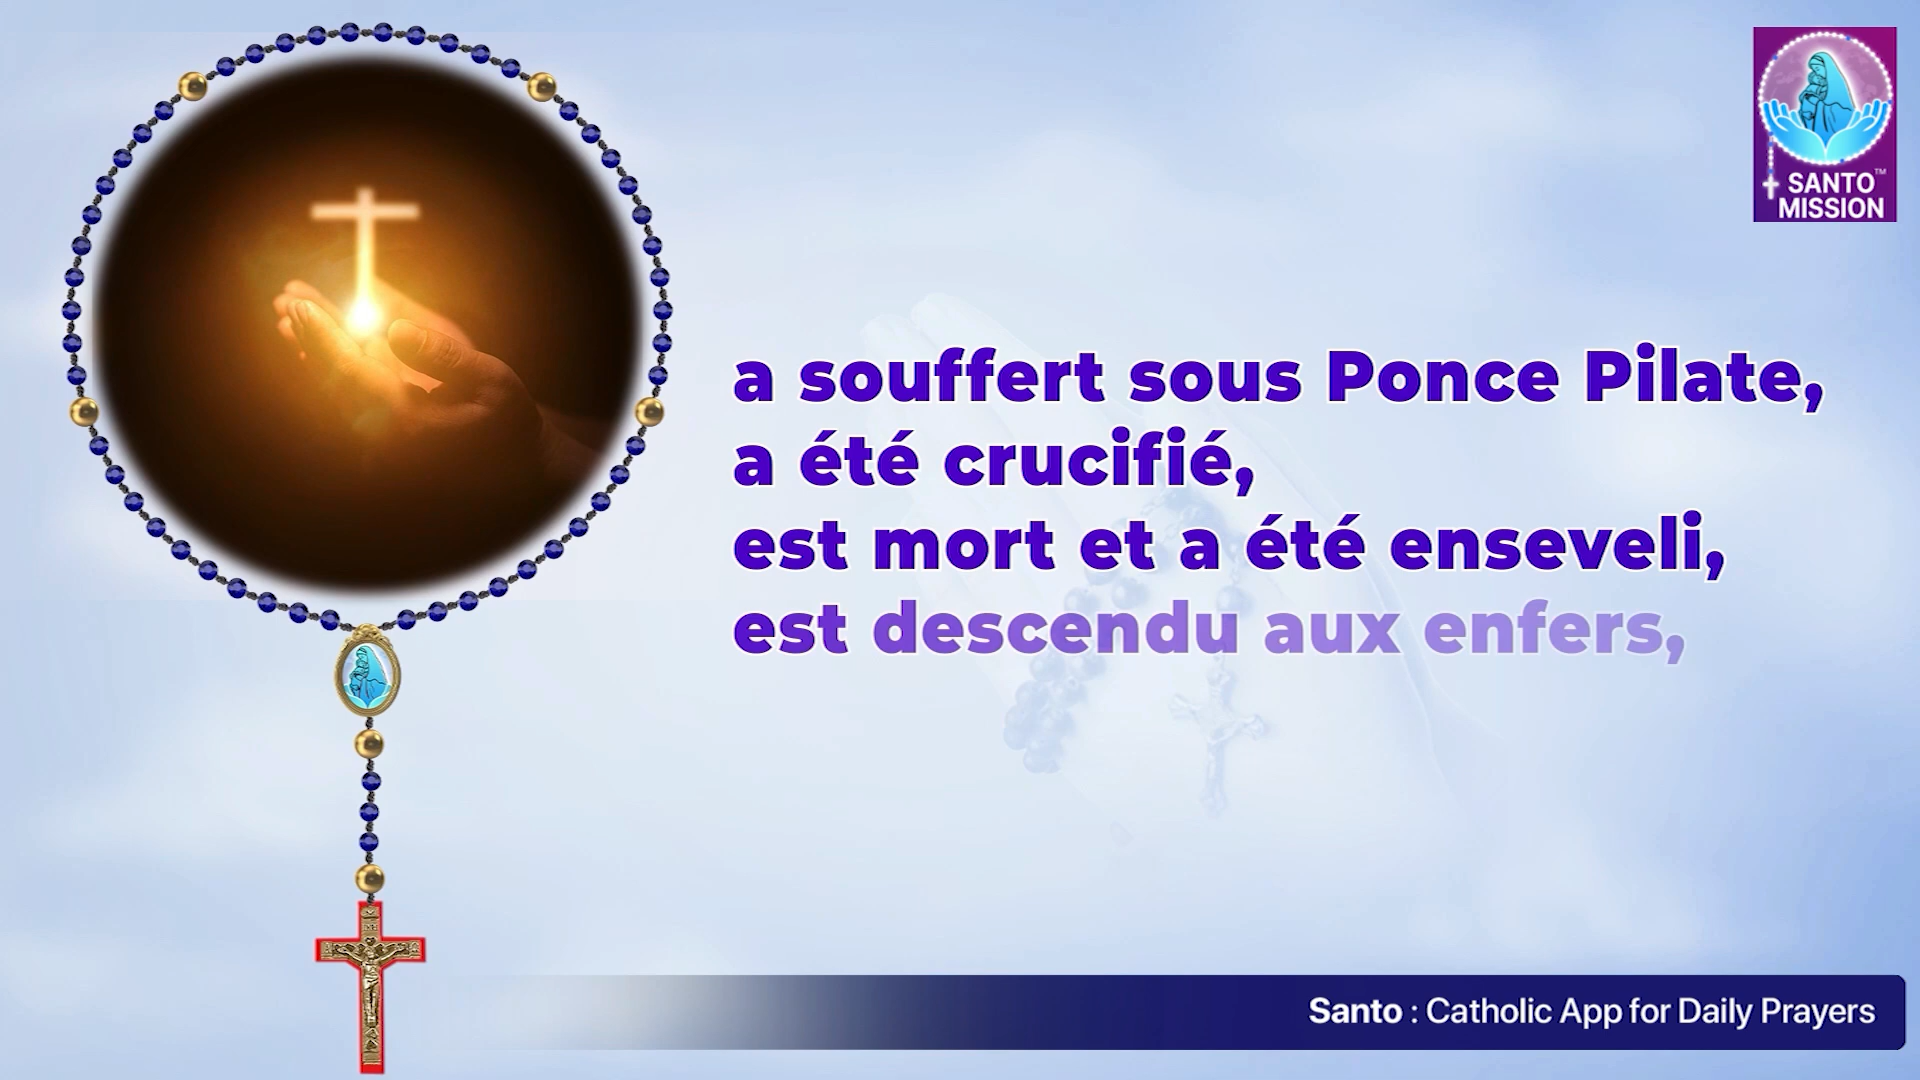 SANTO™
MISSION
a souffert sous Ponce Pilate,
a été crucifié,
est mort et a été enseveli,
est descendu aux enfers,
Santo : Catholic App for Daily Prayers